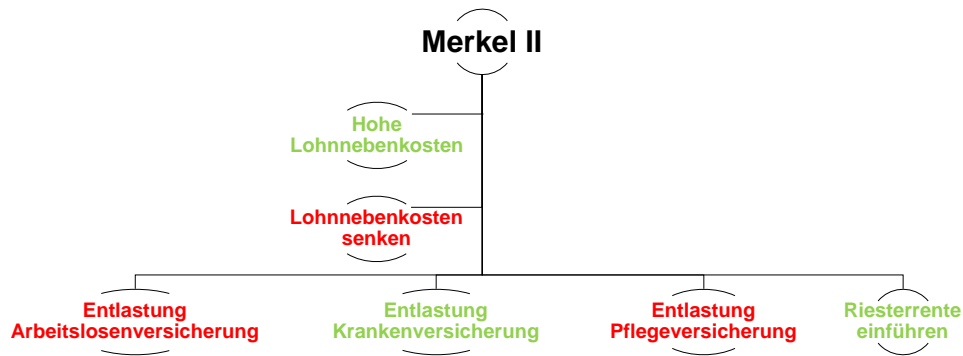 Merkel II
Hohe
Lohnnebenkosten
Lohnnebenkosten
senken
Entlastung
Arbeitslosenversicherung
Entlastung
Krankenversicherung
Entlastung
Pflegeversicherung
Riesterrente
einführen